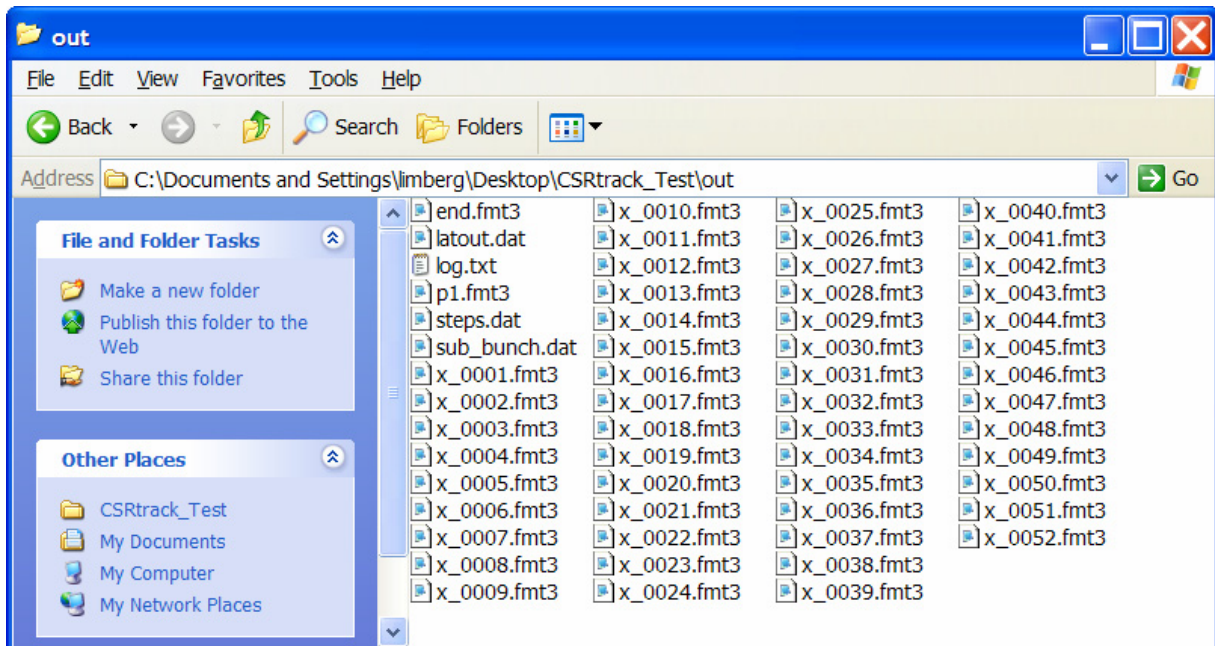 out
File Edit View Favorites Tools Help
Back Search Folders
Address C:\Documents and Settings\limberg\Desktop\CSRtrack_Test\out Go
File and Folder Tasks
Make a new folder
Publish this folder to the
Web
Share this folder
Other Places
CSRtrack_Test
My Documents
My Computer
My Network Places
end.fmt3
latout.dat
log.txt
p1.fmt3
steps.dat
sub_bunch.dat
x_0001.fmt3
x_0002.fmt3
x_0003.fmt3
x_0004.fmt3
x_0005.fmt3
x_0006.fmt3
x_0007.fmt3
x_0008.fmt3
x_0009.fmt3
x_0010.fmt3
x_0011.fmt3
x_0012.fmt3
x_0013.fmt3
x_0014.fmt3
x_0015.fmt3
x_0016.fmt3
x_0017.fmt3
x_0018.fmt3
x_0019.fmt3
x_0020.fmt3
x_0021.fmt3
x_0022.fmt3
x_0023.fmt3
x_0024.fmt3
x_0025.fmt3
x_0026.fmt3
x_0027.fmt3
x_0028.fmt3
x_0029.fmt3
x_0030.fmt3
x_0031.fmt3
x_0032.fmt3
x_0033.fmt3
x_0034.fmt3
x_0035.fmt3
x_0036.fmt3
x_0037.fmt3
x_0038.fmt3
x_0039.fmt3
x_0040.fmt3
x_0041.fmt3
x_0042.fmt3
x_0043.fmt3
x_0044.fmt3
x_0045.fmt3
x_0046.fmt3
x_0047.fmt3
x_0048.fmt3
x_0049.fmt3
x_0050.fmt3
x_0051.fmt3
x_0052.fmt3